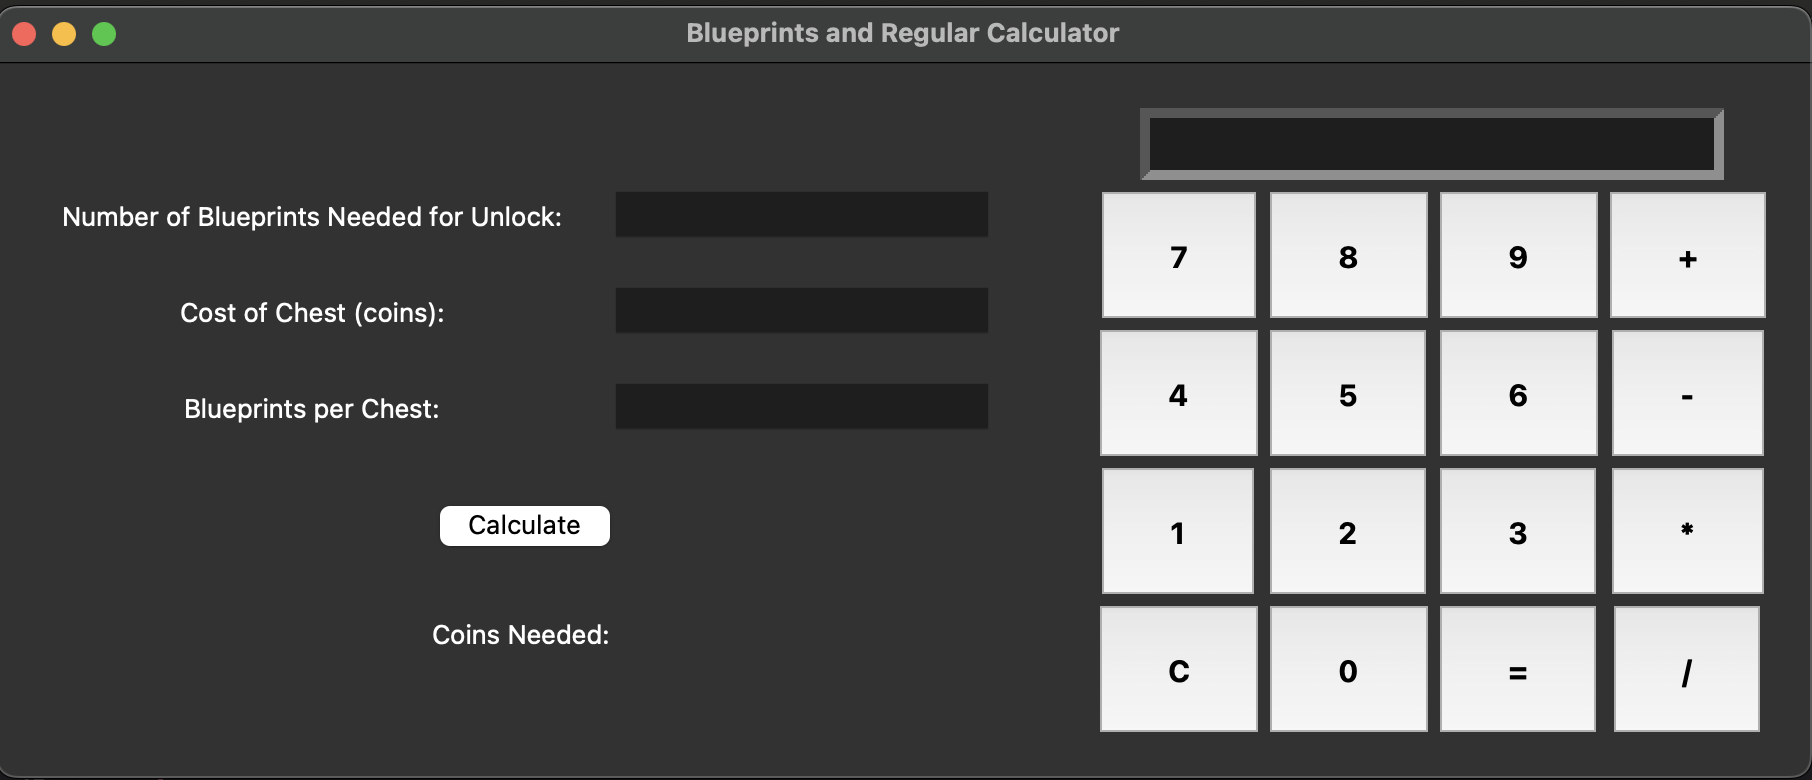 Blueprints and Regular Calculator
Number of Blueprints Needed for Unlock:
Cost of Chest (coins):
Blueprints per Chest:
Calculate
Coins Needed:
7 8 9 +
4 5 6 -
1 2 3 *
C 0 = /